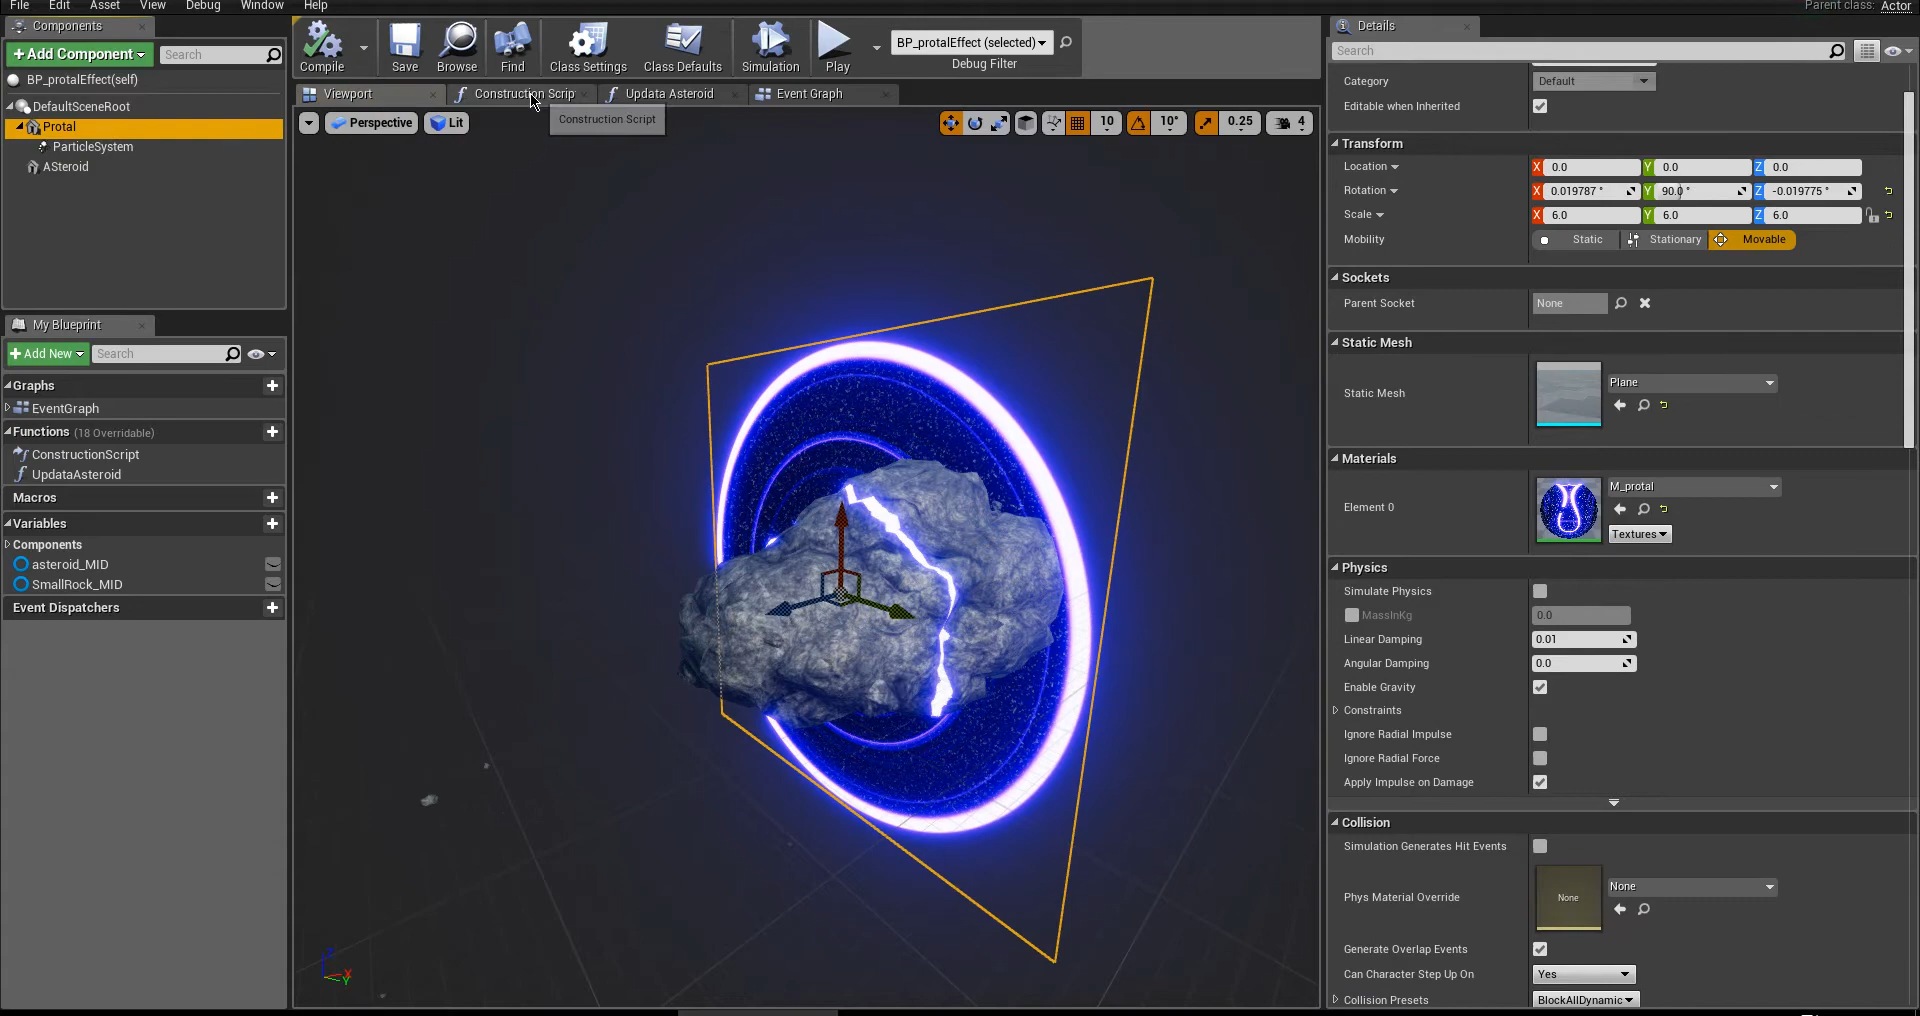 File Edit Asset View Debug Window Help
Parent class: Actor
Components
+Add Component
Search
BP_protalEffect(self)
DefaultSceneRoot
Protal
ParticleSystem
ASteroid
My Blueprint
+Add New
Search
Graphs
EventGraph
Functions (18 Overridable)
ConstructionScript
UpdataAsteroid
Macros
Variables
Components
asteroid_MID
SmallRock_MID
Event Dispatchers
Compile
Save
Browse
Find
Class Settings
Class Defaults
Simulation
Play
BP_protalEffect (selected)
Debug Filter
Viewport
Construction Scrip
Updata Asteroid
Event Graph
Construction Script
Perspective
Lit
10
10°
0.25
4
Z
X
Y
Details
Search
Category
Default
Editable when Inherited
Transform
Location X 0.0 Y 0.0 Z 0.0
Rotation X 0.019787 ° Y 90.0 ° Z -0.019775 °
Scale X 6.0 Y 6.0 Z 6.0
Mobility Static Stationary Movable
Sockets
Parent Socket None
Static Mesh
Static Mesh
Plane
Materials
Element 0
M_protal
Textures
Physics
Simulate Physics
MassInKg 0.0
Linear Damping 0.01
Angular Damping 0.0
Enable Gravity
Constraints
Ignore Radial Impulse
Ignore Radial Force
Apply Impulse on Damage
Collision
Simulation Generates Hit Events
Phys Material Override
None
None
Generate Overlap Events
Can Character Step Up On Yes
Collision Presets BlockAllDynamic